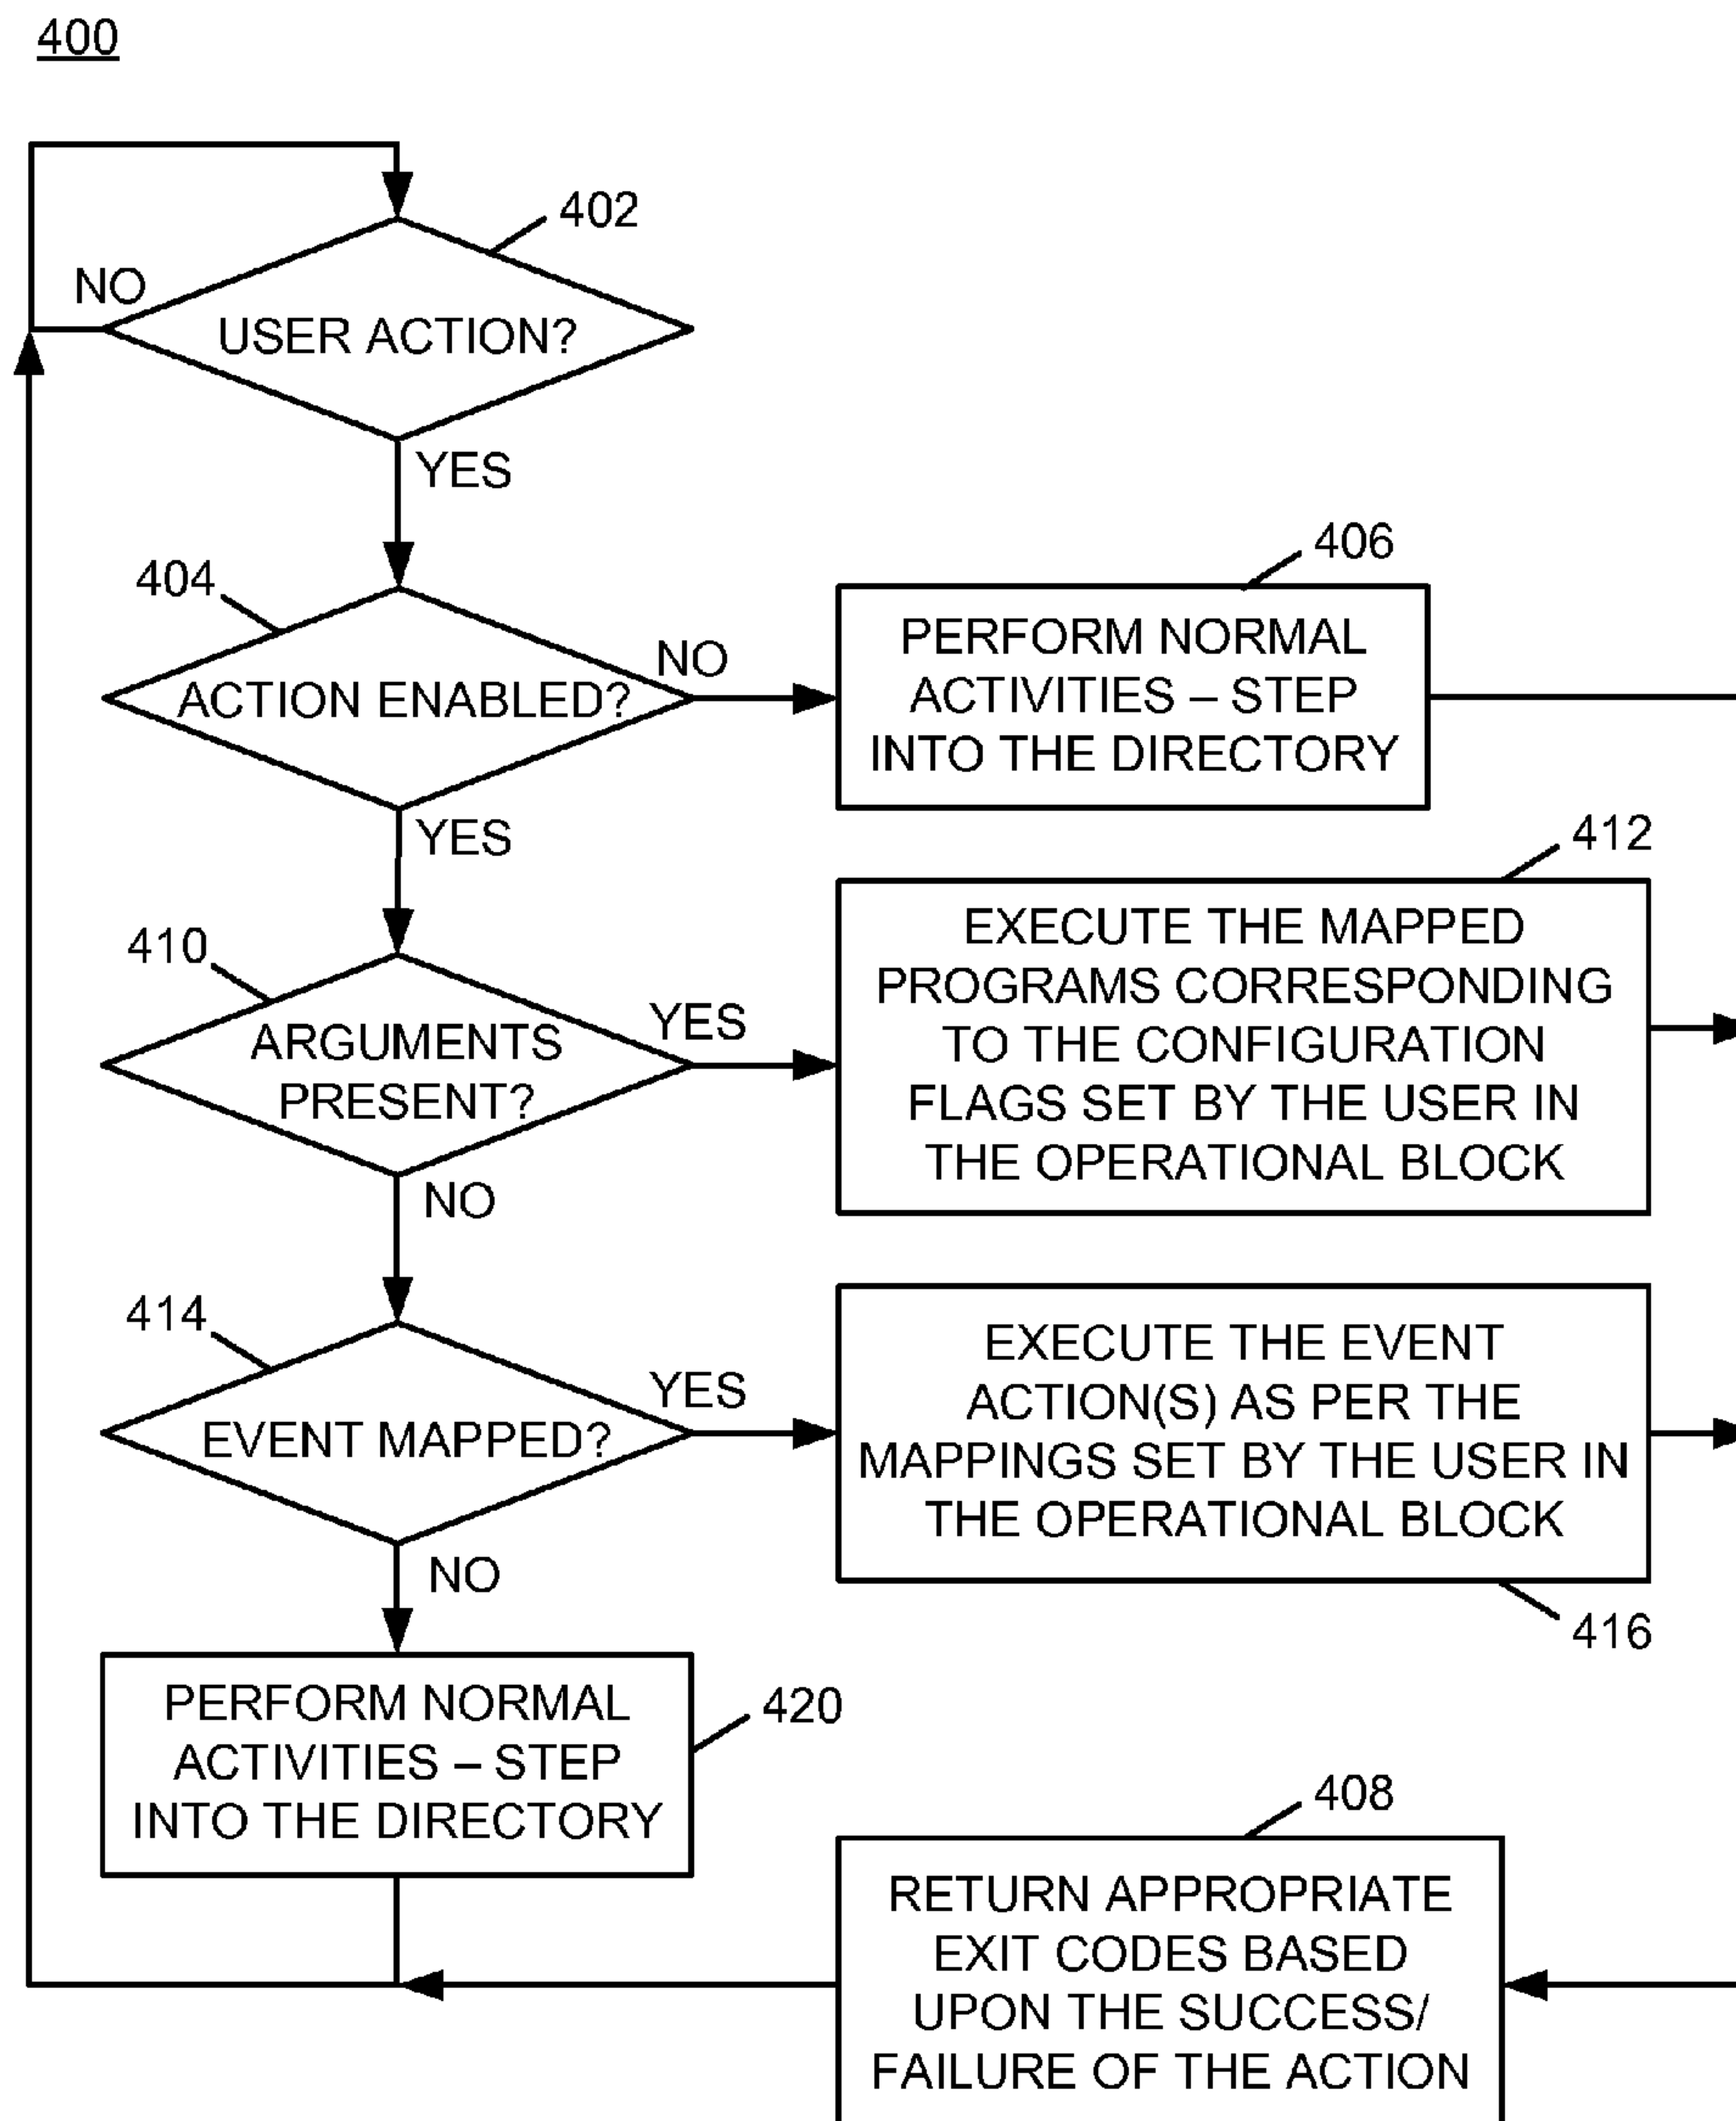 400
402
NO
USER ACTION?
YES
404
ACTION ENABLED?
NO
406
PERFORM NORMAL
ACTIVITIES – STEP
INTO THE DIRECTORY
YES
410
ARGUMENTS
PRESENT?
YES
412
EXECUTE THE MAPPED
PROGRAMS CORRESPONDING
TO THE CONFIGURATION
FLAGS SET BY THE USER IN
THE OPERATIONAL BLOCK
NO
414
EVENT MAPPED?
YES
EXECUTE THE EVENT
ACTION(S) AS PER THE
MAPPINGS SET BY THE USER IN
THE OPERATIONAL BLOCK
416
NO
PERFORM NORMAL
ACTIVITIES – STEP
INTO THE DIRECTORY
420
408
RETURN APPROPRIATE
EXIT CODES BASED
UPON THE SUCCESS/
FAILURE OF THE ACTION